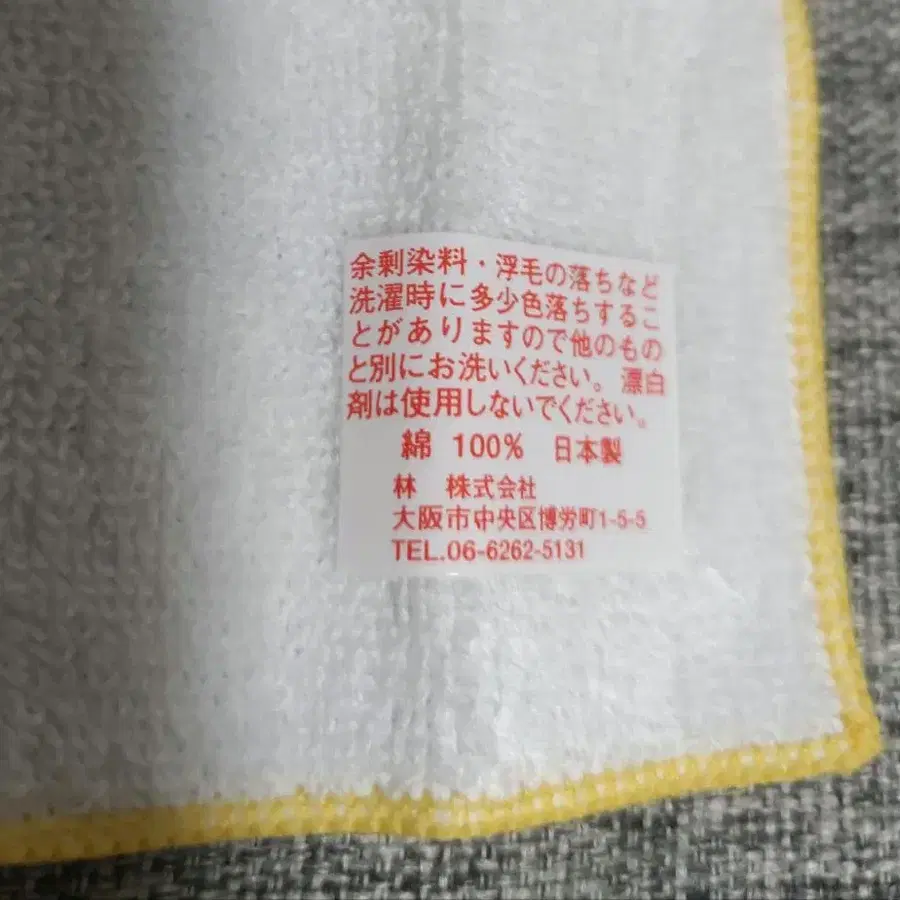 余剰染料・浮毛の落ちなど
洗濯時に多少色落ちするこ
とがありますので他のもの
と別にお洗いください。漂白
剤は使用しないでください。
綿 100% 日本製
林 株式会社
大阪市中央区博労町1-5-5
TEL.06-6262-5131